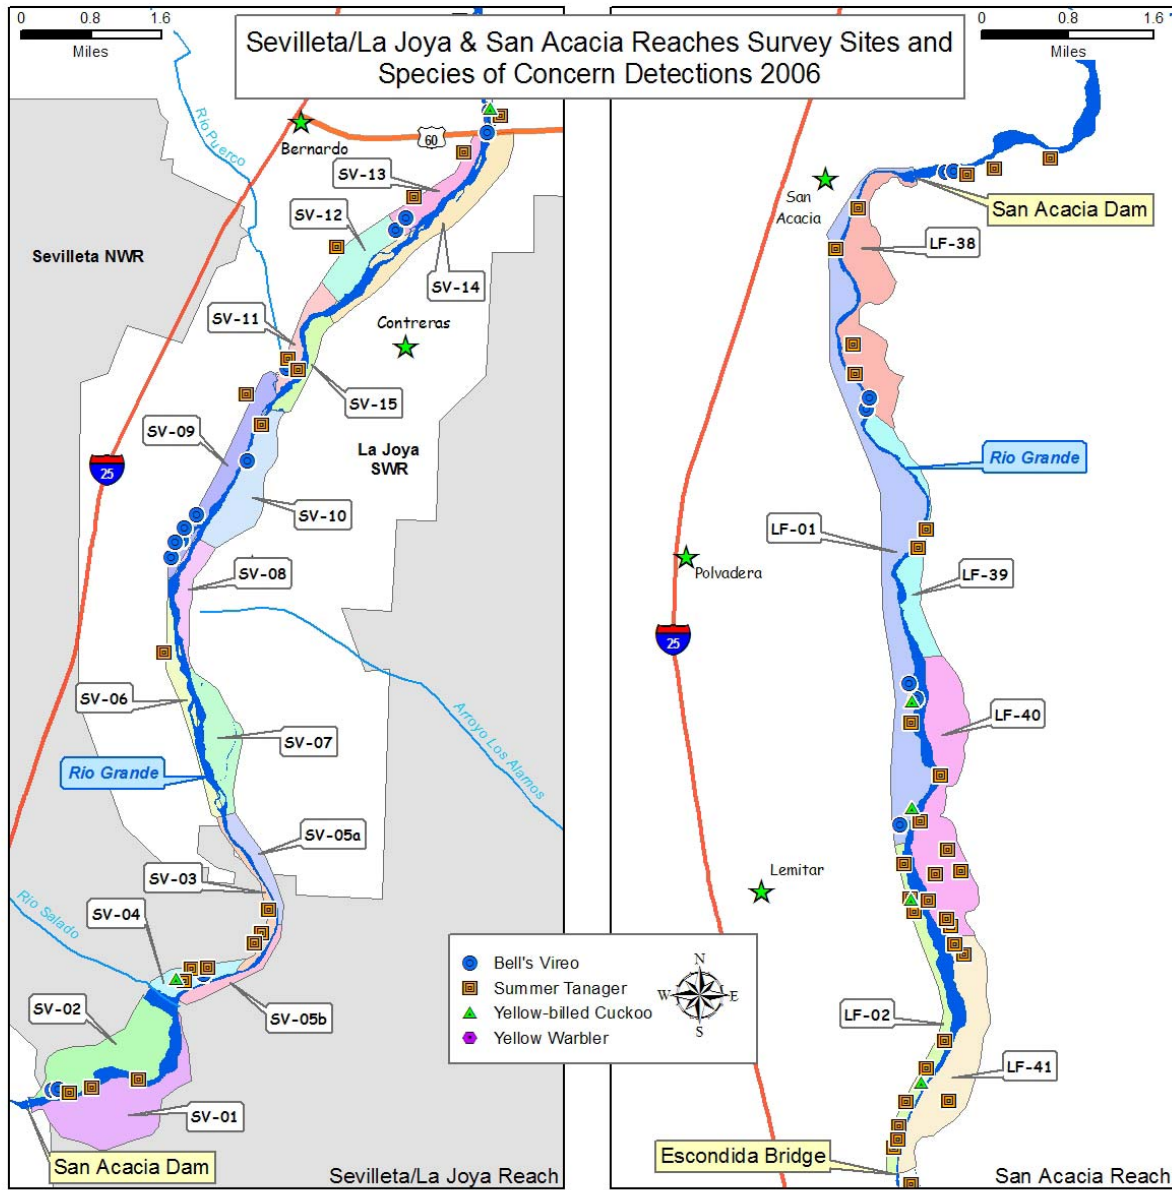 0 0.8 1.6
Miles
Sevilleta/La Joya & San Acacia Reaches Survey Sites and
Species of Concern Detections 2006
0 0.8 1.6
Miles
Rio Puerco
Bernardo
60
SV-13
SV-12
Sevilleta NWR
SV-14
SV-11
Contreras
SV-15
SV-09
La Joya
SWR
25
SV-10
SV-08
SV-06
SV-07
Rio Grande
Arroyo Los Alamos
SV-05a
SV-03
Rio Salado
SV-04
SV-02
SV-05b
SV-01
San Acacia Dam
Sevilleta/La Joya Reach
Bell's Vireo
Summer Tanager
Yellow-billed Cuckoo
Yellow Warbler
N
W E
S
San
Acacia
San Acacia Dam
LF-38
Rio Grande
LF-01
Polvadera
LF-39
25
LF-40
Lemitar
LF-02
LF-41
Escondida Bridge
San Acacia Reach